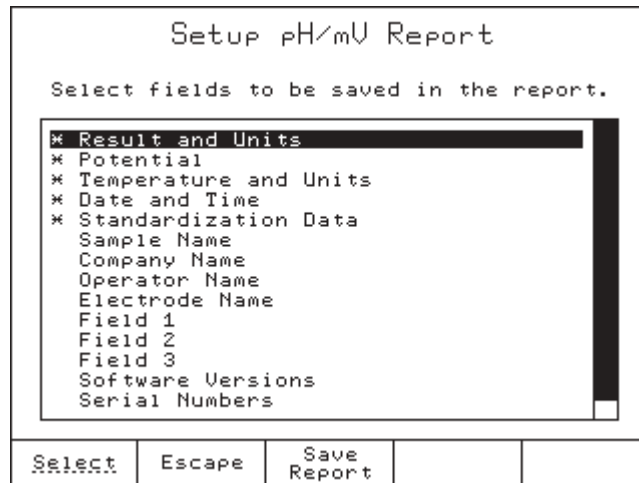 Setup pH/mV Report
Select fields to be saved in the report.
* Result and Units
* Potential
* Temperature and Units
* Date and Time
* Standardization Data
Sample Name
Company Name
Operator Name
Electrode Name
Field 1
Field 2
Field 3
Software Versions
Serial Numbers
Select
Escape
Save
Report